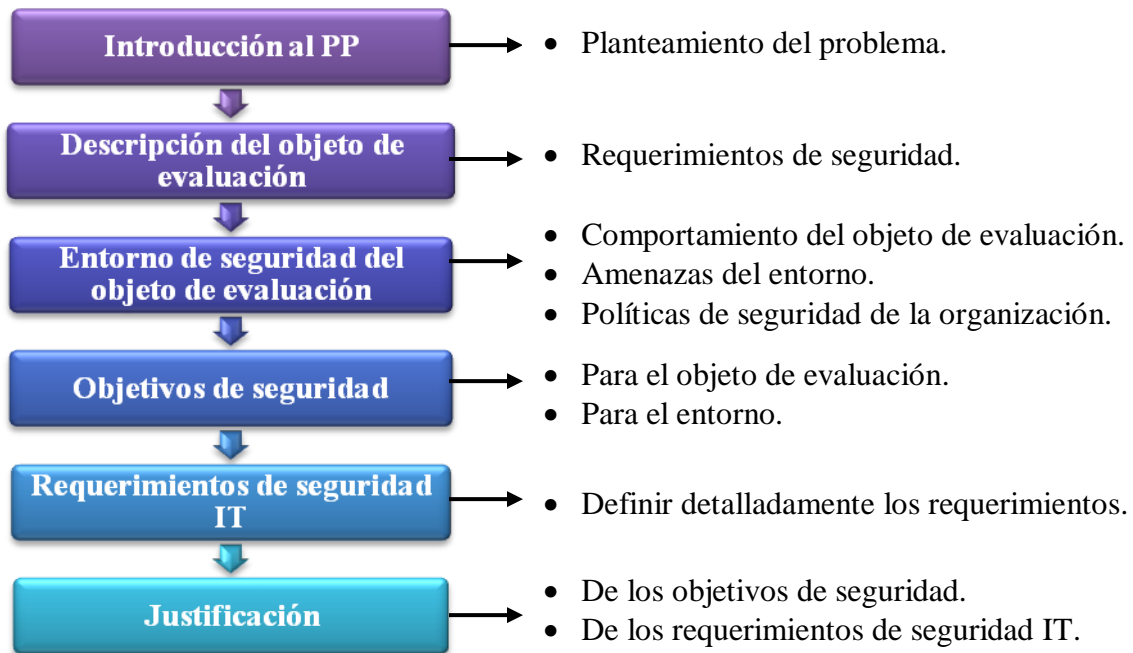 Introducción al PP
• Planteamiento del problema.
Descripción del objeto de
evaluación
• Requerimientos de seguridad.
Entorno de seguridad del
objeto de evaluación
• Comportamiento del objeto de evaluación.
• Amenazas del entorno.
• Políticas de seguridad de la organización.
Objetivos de seguridad
• Para el objeto de evaluación.
• Para el entorno.
Requerimientos de seguridad
IT
• Definir detalladamente los requerimientos.
Justificación
• De los objetivos de seguridad.
• De los requerimientos de seguridad IT.